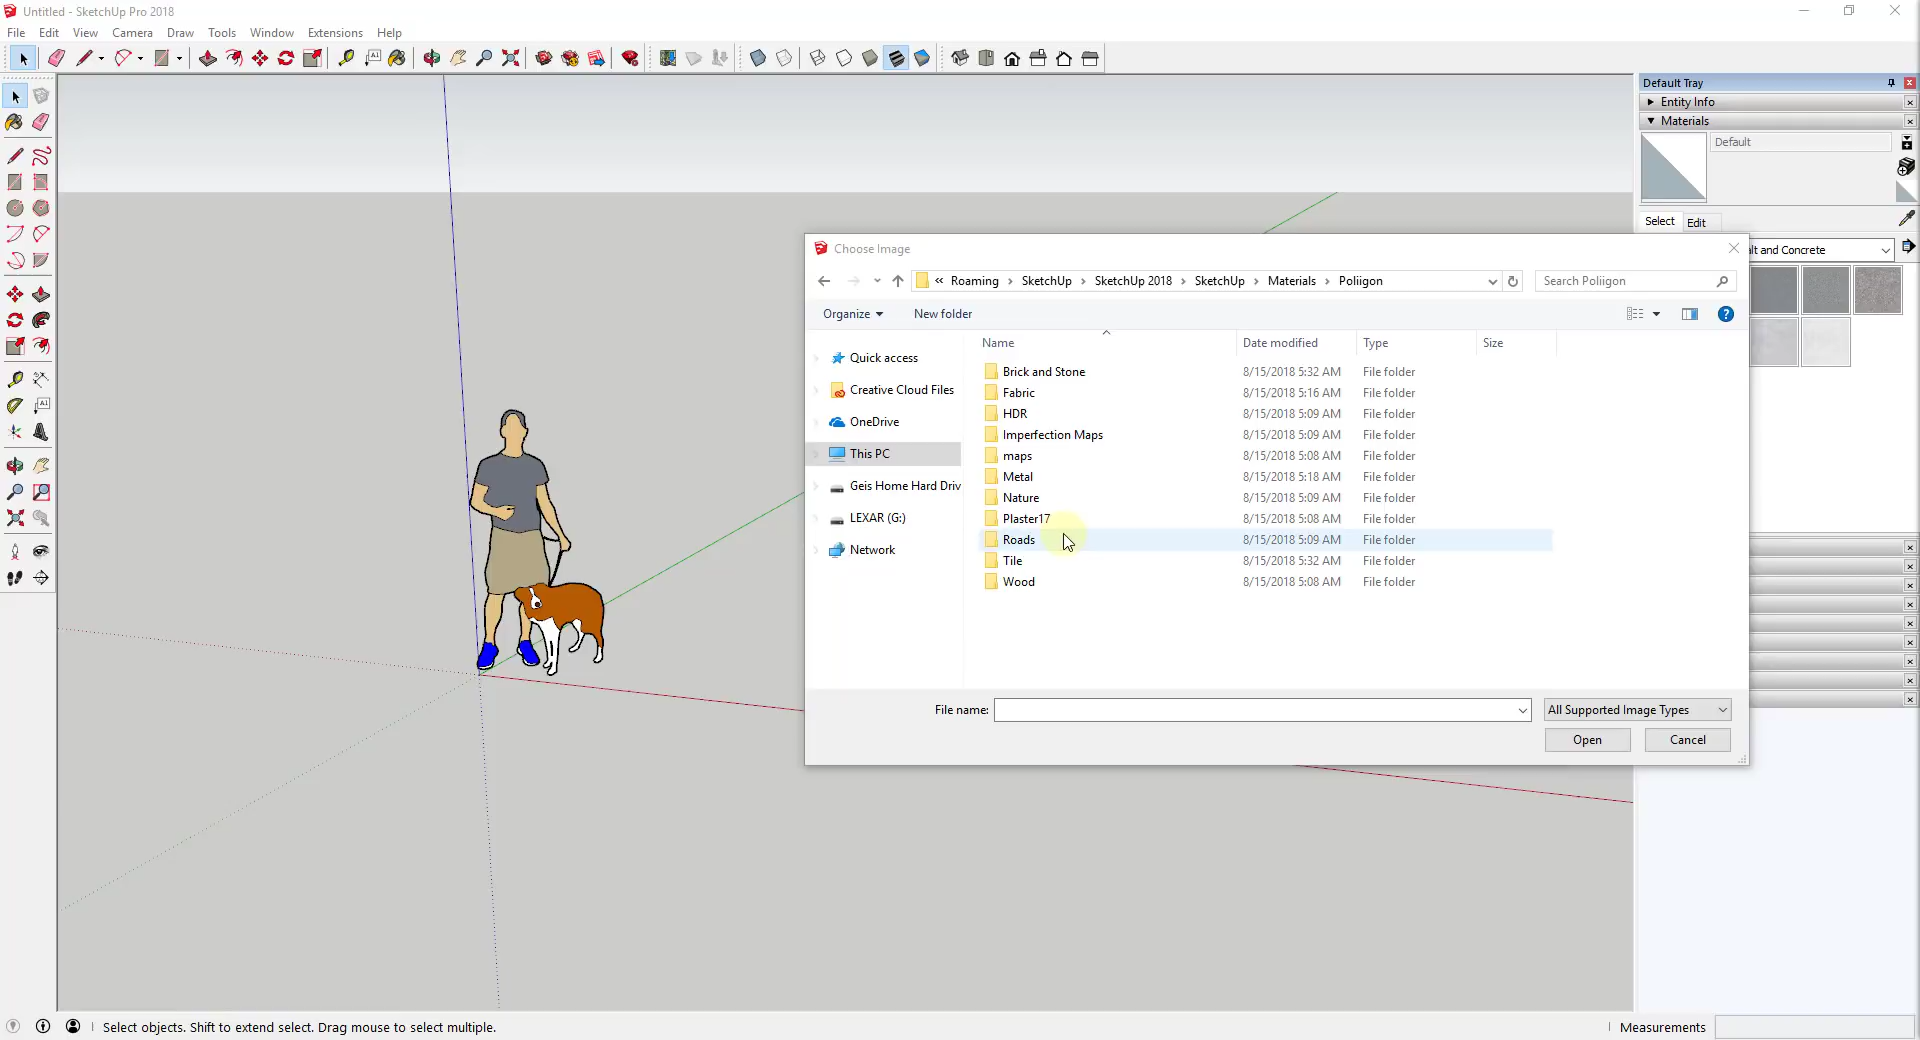 Untitled - SketchUp Pro 2018
File Edit View Camera Draw Tools Window Extensions Help
Default Tray
Entity Info
Materials
Default
Select Edit
alt and Concrete
Choose Image
« Roaming › SketchUp › SketchUp 2018 › SketchUp › Materials › Poliigon
Search Poliigon
Organize New folder
Quick access
Creative Cloud Files
OneDrive
This PC
Geis Home Hard Driv
LEXAR (G:)
Network
Name Date modified Type Size
Brick and Stone 8/15/2018 5:32 AM File folder
Fabric 8/15/2018 5:16 AM File folder
HDR 8/15/2018 5:09 AM File folder
Imperfection Maps 8/15/2018 5:09 AM File folder
maps 8/15/2018 5:08 AM File folder
Metal 8/15/2018 5:18 AM File folder
Nature 8/15/2018 5:09 AM File folder
Plaster17 8/15/2018 5:08 AM File folder
Roads 8/15/2018 5:09 AM File folder
Tile 8/15/2018 5:32 AM File folder
Wood 8/15/2018 5:08 AM File folder
File name: All Supported Image Types
Open Cancel
Select objects. Shift to extend select. Drag mouse to select multiple.
Measurements